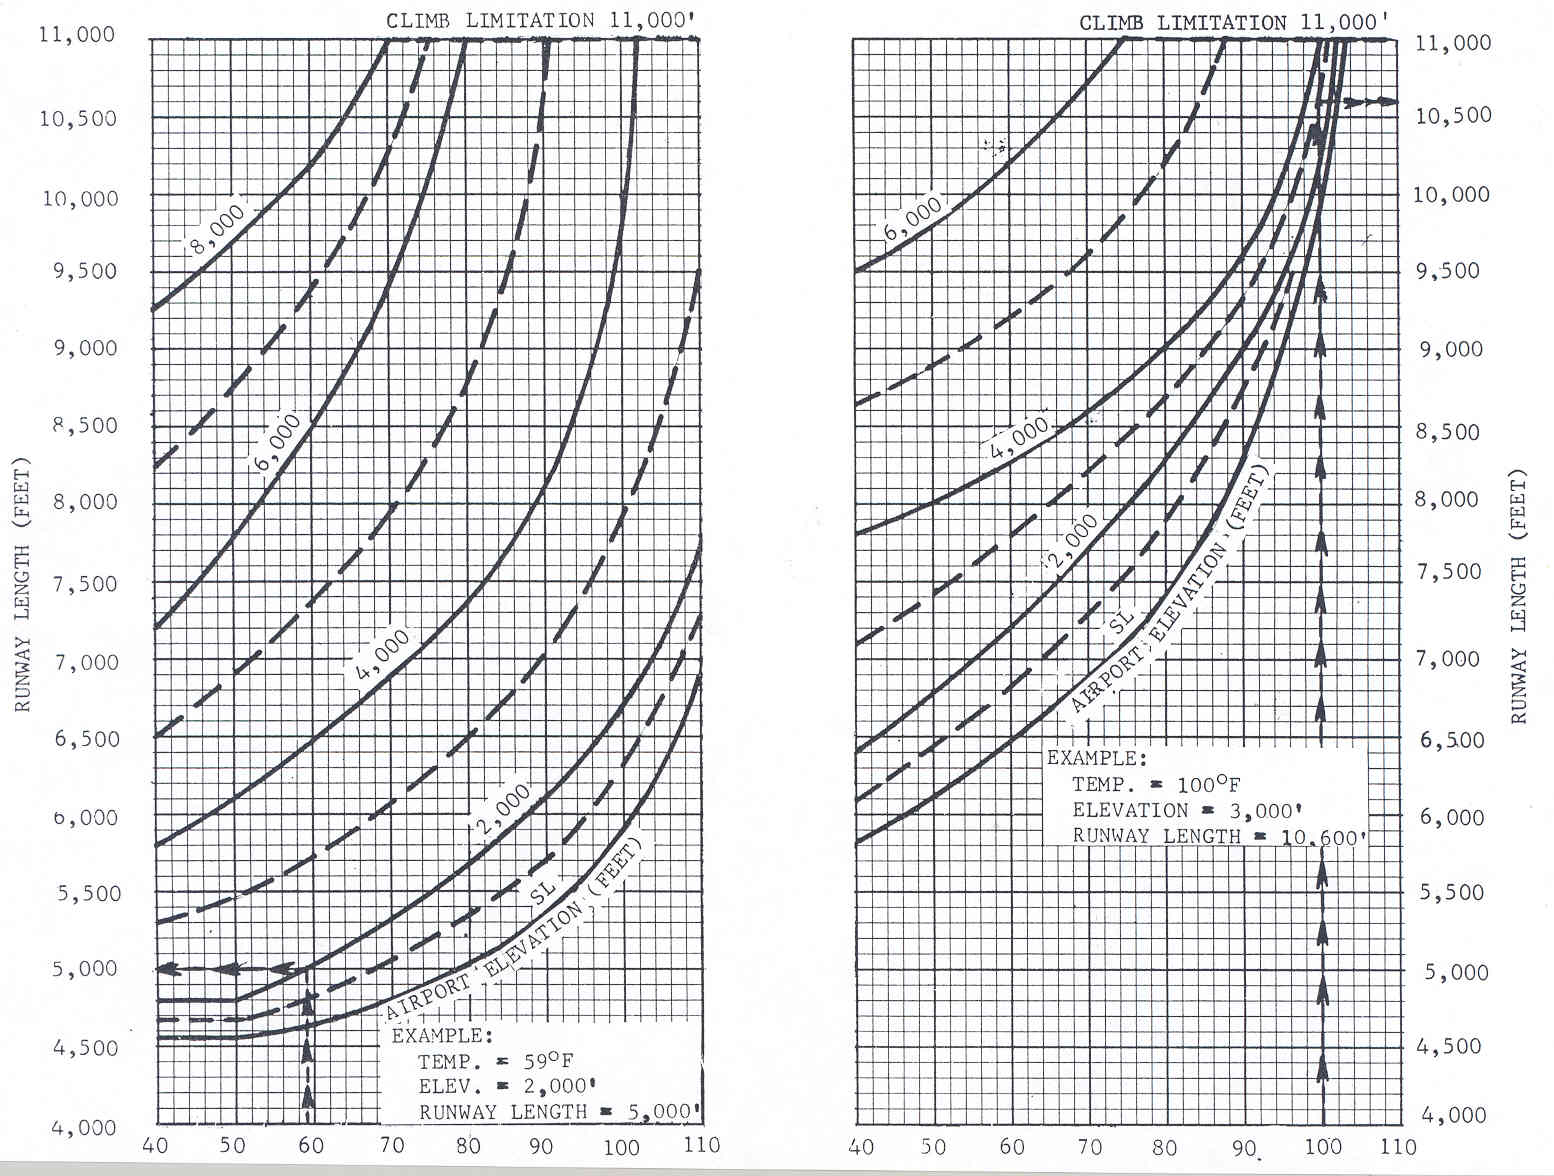 CLIMB LIMITATION 11,000'
11,000
10,500
10,000
9,500
9,000
8,500
8,000
7,500
7,000
6,500
6,000
5,500
5,000
4,500
4,000
RUNWAY LENGTH (FEET)
8,000
6,000
4,000
2,000
SL
AIRPORT ELEVATION (FEET)
EXAMPLE:
TEMP. = 59°F
ELEV. = 2,000'
RUNWAY LENGTH = 5,000'
40 50 60 70 80 90 100 110
CLIMB LIMITATION 11,000'
6,000
4,000
2,000
SL
AIRPORT ELEVATION (FEET)
EXAMPLE:
TEMP. = 100°F
ELEVATION = 3,000'
RUNWAY LENGTH = 10,600'
40 50 60 70 80 90. 100 110
11,000
10,500
10,000
9,500
9,000
8,500
8,000
7,500
7,000
6,500
6,000
5,500
5,000
4,500
4,000
RUNWAY LENGTH (FEET)